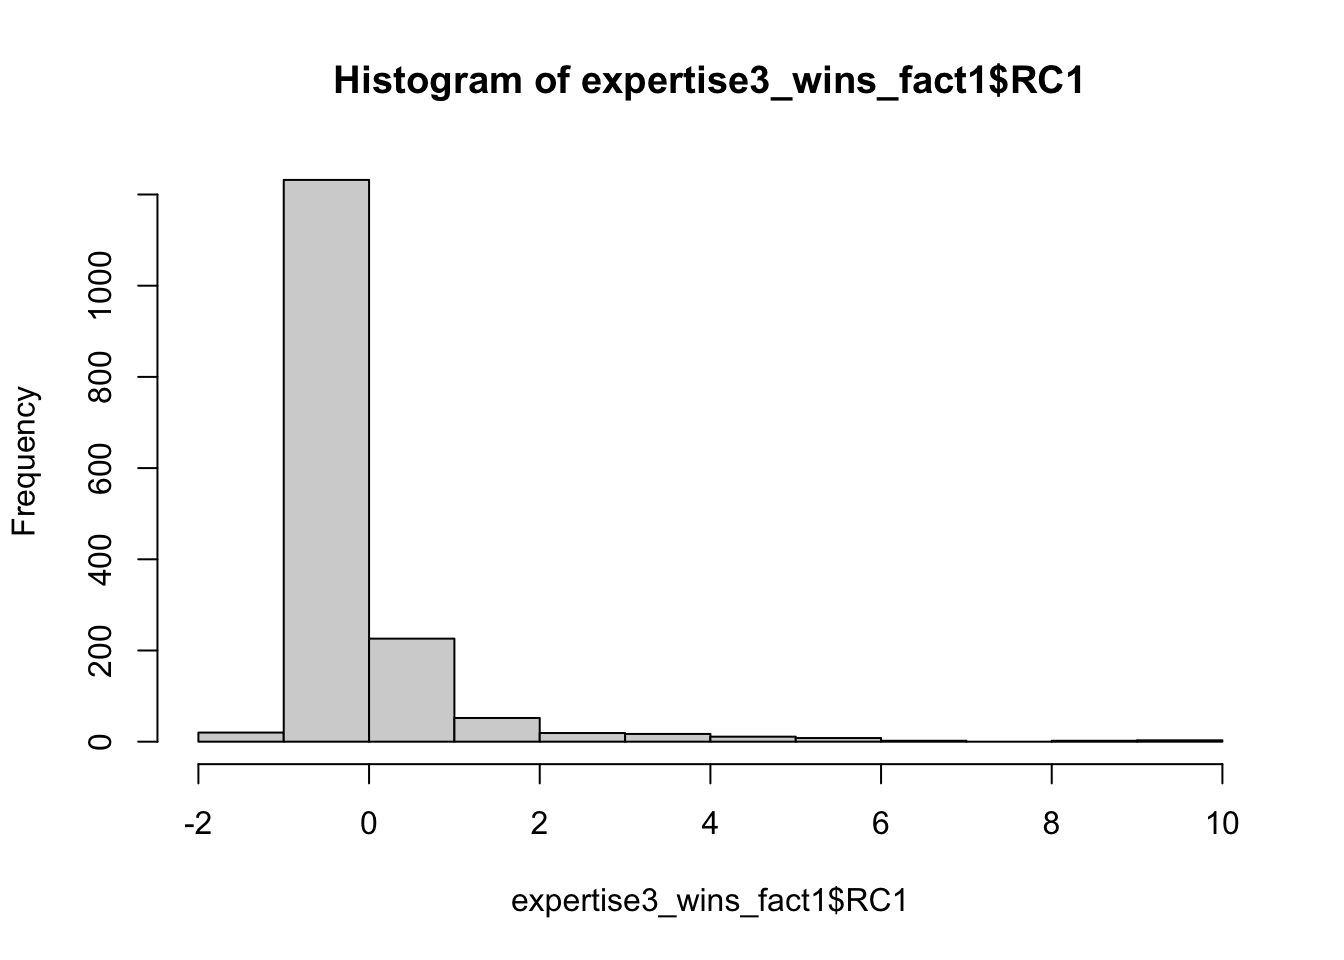 Histogram of expertise3_wins_fact1$RC1
Frequency
0 200 400 600 800 1000
-2 0 2 4 6 8 10
expertise3_wins_fact1$RC1